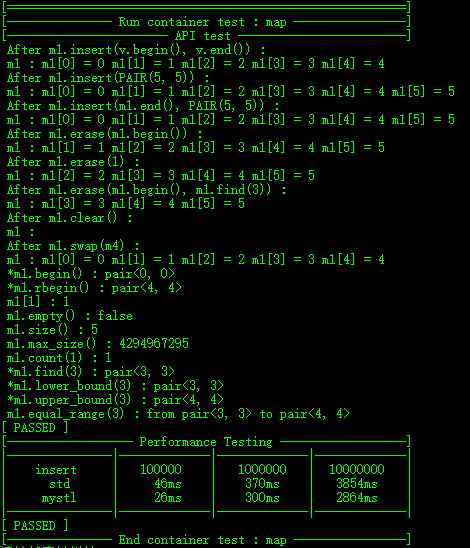 [===============================================================]
[----------------- Run container test : map -----------------]
[-------------------------- API test --------------------------]
After m1.insert(v.begin(), v.end()) :
m1 : m1[0] = 0 m1[1] = 1 m1[2] = 2 m1[3] = 3 m1[4] = 4
After m1.insert(PAIR(5, 5)) :
m1 : m1[0] = 0 m1[1] = 1 m1[2] = 2 m1[3] = 3 m1[4] = 4 m1[5] = 5
After m1.insert(m1.end(), PAIR(5, 5)) :
m1 : m1[0] = 0 m1[1] = 1 m1[2] = 2 m1[3] = 3 m1[4] = 4 m1[5] = 5
After m1.erase(m1.begin()) :
m1 : m1[1] = 1 m1[2] = 2 m1[3] = 3 m1[4] = 4 m1[5] = 5
After m1.erase(1) :
m1 : m1[2] = 2 m1[3] = 3 m1[4] = 4 m1[5] = 5
After m1.erase(m1.begin(), m1.find(3)) :
m1 : m1[3] = 3 m1[4] = 4 m1[5] = 5
After m1.clear() :
m1 :
After m1.swap(m4) :
m1 : m1[0] = 0 m1[1] = 1 m1[2] = 2 m1[3] = 3 m1[4] = 4
*m1.begin() : pair<0, 0>
*m1.rbegin() : pair<4, 4>
m1[1] : 1
m1.empty() : false
m1.size() : 5
m1.max_size() : 4294967295
m1.count(1) : 1
*m1.find(3) : pair<3, 3>
*m1.lower_bound(3) : pair<3, 3>
*m1.upper_bound(3) : pair<4, 4>
m1.equal_range(3) : from pair<3, 3> to pair<4, 4>
[ PASSED ]
[-------------------- Performance Testing --------------------]
| insert | 100000 | 1000000 | 10000000 |
| std | 46ms | 370ms | 3854ms |
| mystl | 26ms | 300ms | 2864ms |
[ PASSED ]
[----------------- End container test : map -----------------]